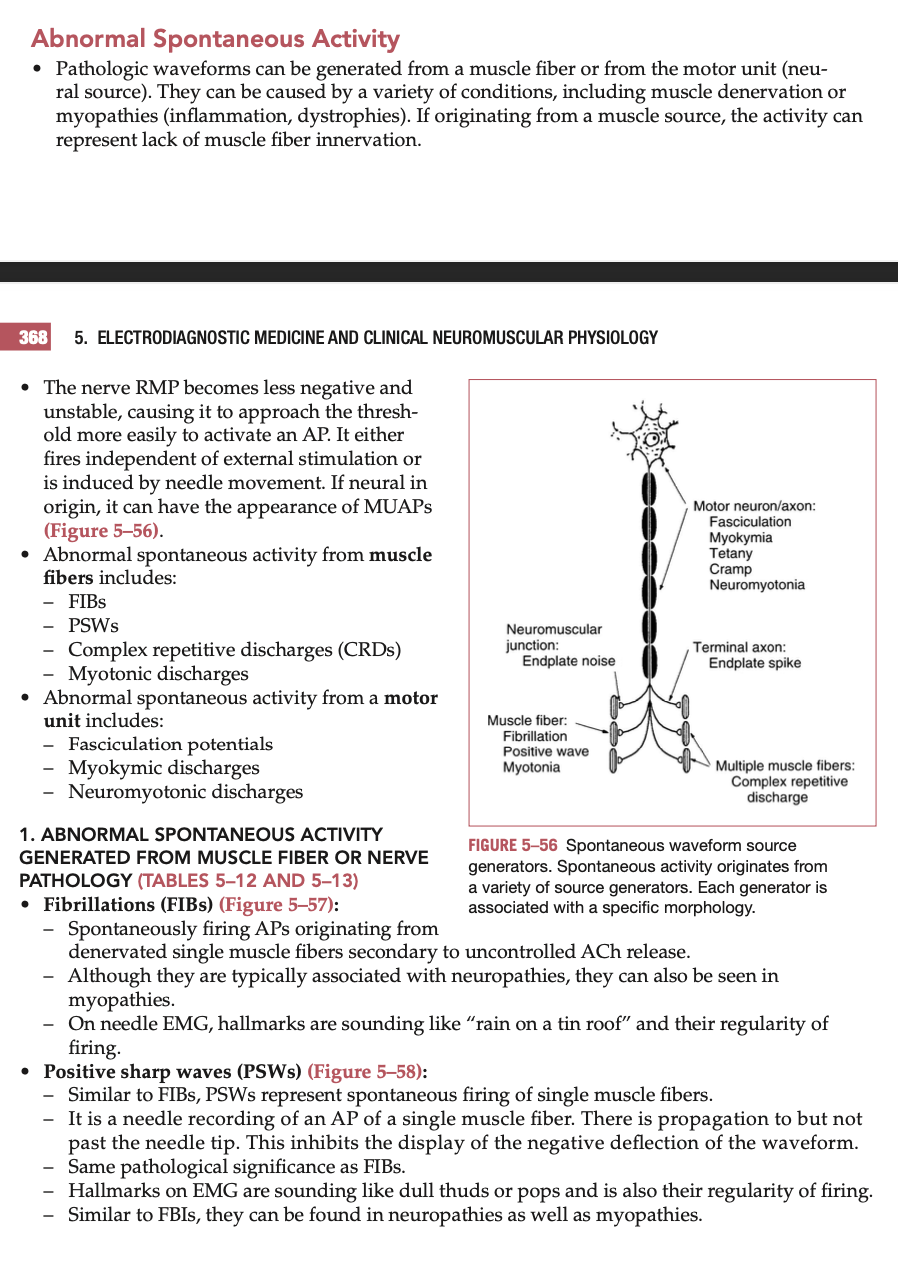 Abnormal Spontaneous Activity
• Pathologic waveforms can be generated from a muscle fiber or from the motor unit (neu-
ral source). They can be caused by a variety of conditions, including muscle denervation or
myopathies (inflammation, dystrophies). If originating from a muscle source, the activity can
represent lack of muscle fiber innervation.
368 5. ELECTRODIAGNOSTIC MEDICINE AND CLINICAL NEUROMUSCULAR PHYSIOLOGY
• The nerve RMP becomes less negative and
unstable, causing it to approach the thresh-
old more easily to activate an AP. It either
fires independent of external stimulation or
is induced by needle movement. If neural in
origin, it can have the appearance of MUAPs
(Figure 5–56).
• Abnormal spontaneous activity from muscle
fibers includes:
– FIBs
– PSWs
– Complex repetitive discharges (CRDs)
– Myotonic discharges
• Abnormal spontaneous activity from a motor
unit includes:
– Fasciculation potentials
– Myokymic discharges
– Neuromyotonic discharges
Motor neuron/axon:
Fasciculation
Myokymia
Tetany
Cramp
Neuromyotonia
Neuromuscular
junction:
Endplate noise
Terminal axon:
Endplate spike
Muscle fiber:
Fibrillation
Positive wave
Myotonia
Multiple muscle fibers:
Complex repetitive
discharge
FIGURE 5–56 Spontaneous waveform source
generators. Spontaneous activity originates from
a variety of source generators. Each generator is
associated with a specific morphology.
1. ABNORMAL SPONTANEOUS ACTIVITY
GENERATED FROM MUSCLE FIBER OR NERVE
PATHOLOGY (TABLES 5–12 AND 5–13)
• Fibrillations (FIBs) (Figure 5–57):
– Spontaneously firing APs originating from
denervated single muscle fibers secondary to uncontrolled ACh release.
– Although they are typically associated with neuropathies, they can also be seen in
myopathies.
– On needle EMG, hallmarks are sounding like “rain on a tin roof” and their regularity of
firing.
• Positive sharp waves (PSWs) (Figure 5–58):
– Similar to FIBs, PSWs represent spontaneous firing of single muscle fibers.
– It is a needle recording of an AP of a single muscle fiber. There is propagation to but not
past the needle tip. This inhibits the display of the negative deflection of the waveform.
– Same pathological significance as FIBs.
– Hallmarks on EMG are sounding like dull thuds or pops and is also their regularity of firing.
– Similar to FBIs, they can be found in neuropathies as well as myopathies.